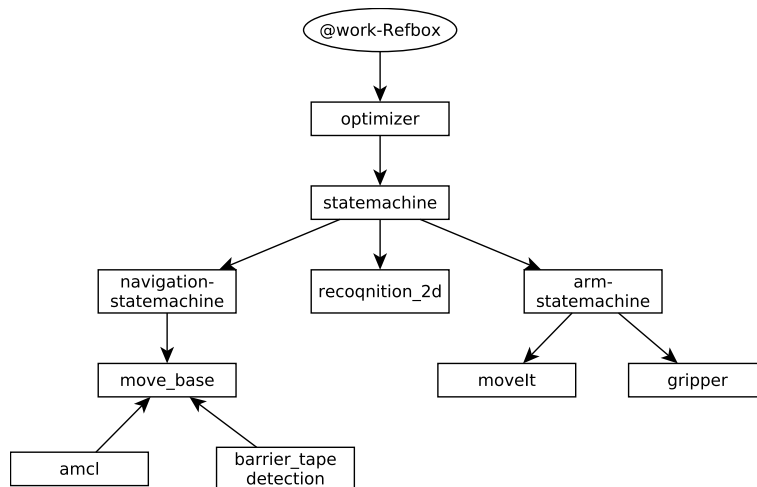 @work-Refbox
optimizer
statemachine
navigation-
statemachine
recoqnition_2d
arm-
statemachine
move_base
moveIt
gripper
amcl
barrier_tape
detection